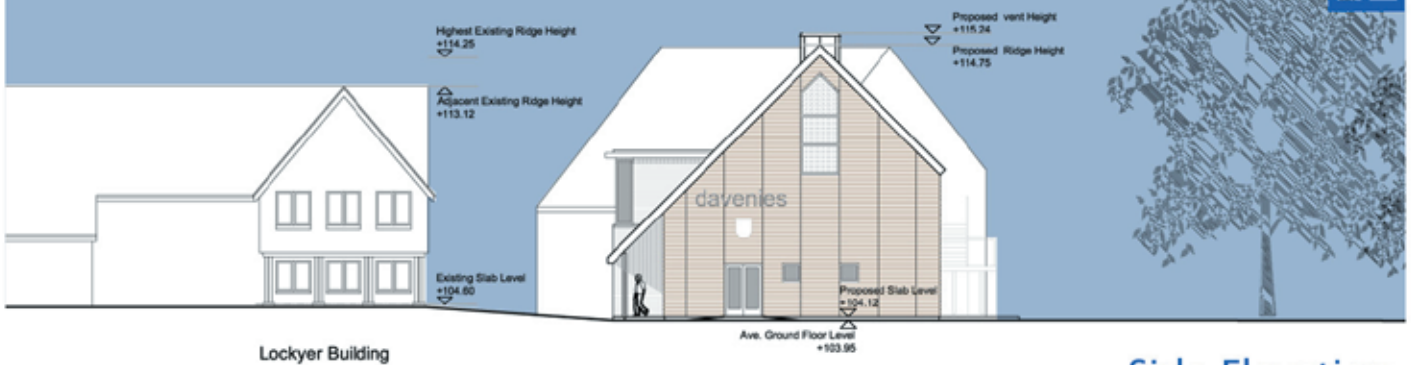 Highest Existing Ridge Height
+114.25
Adjacent Existing Ridge Height
+113.12
Existing Slab Level
+104.60
Lockyer Building
davenies
Proposed vent Height
+115.24
Proposed Ridge Height
+114.75
Proposed Slab Level
+104.12
Ave. Ground Floor Level
+103.95
Side Elevation